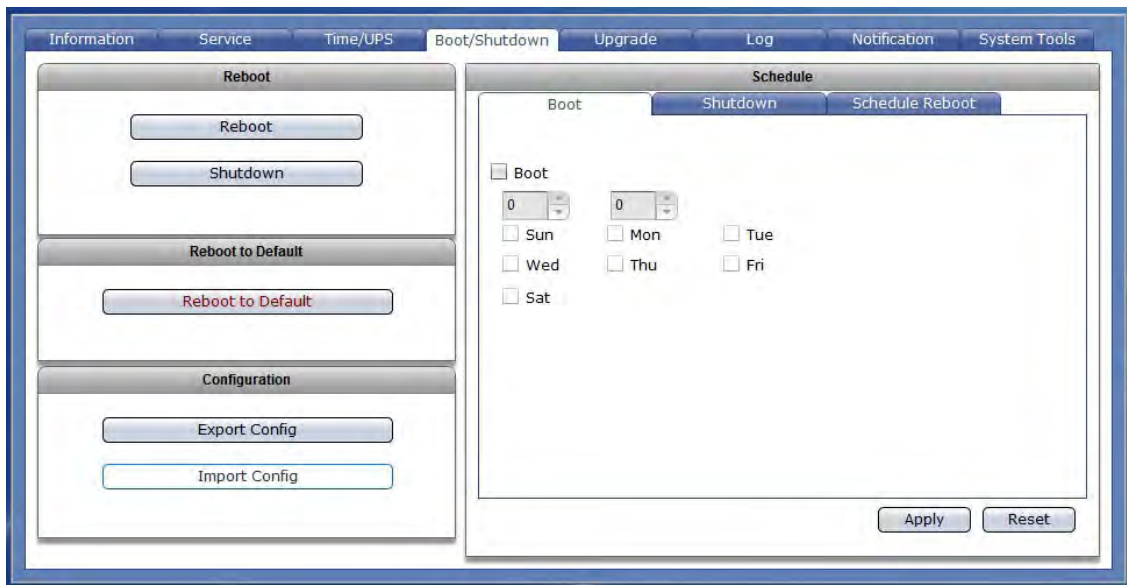 Information Service Time/UPS Boot/Shutdown Upgrade Log Notification System Tools
Reboot
Reboot
Shutdown
Reboot to Default
Reboot to Default
Configuration
Export Config
Import Config
Schedule
Boot Shutdown Schedule Reboot
Boot
0 0
Sun Mon Tue
Wed Thu Fri
Sat
Apply Reset